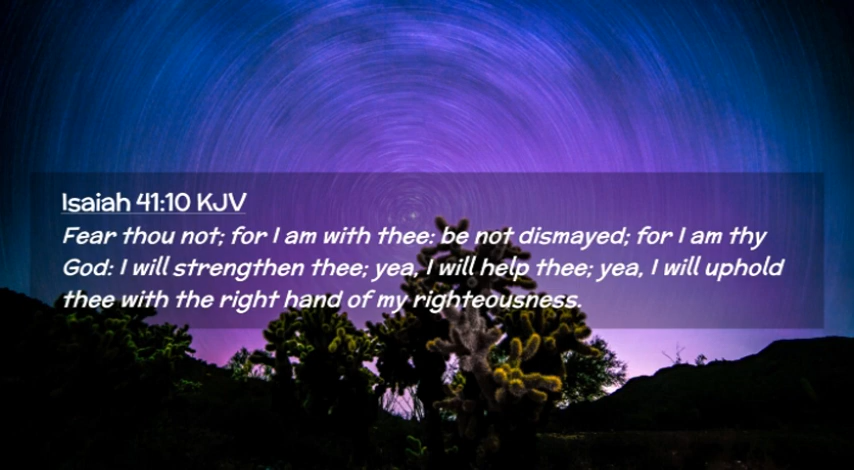 Isaiah 41:10 KJV
Fear thou not; for I am with thee: be not dismayed; for I am thy
God: I will strengthen thee; yea, I will help thee; yea, I will uphold
thee with the right hand of my righteousness.